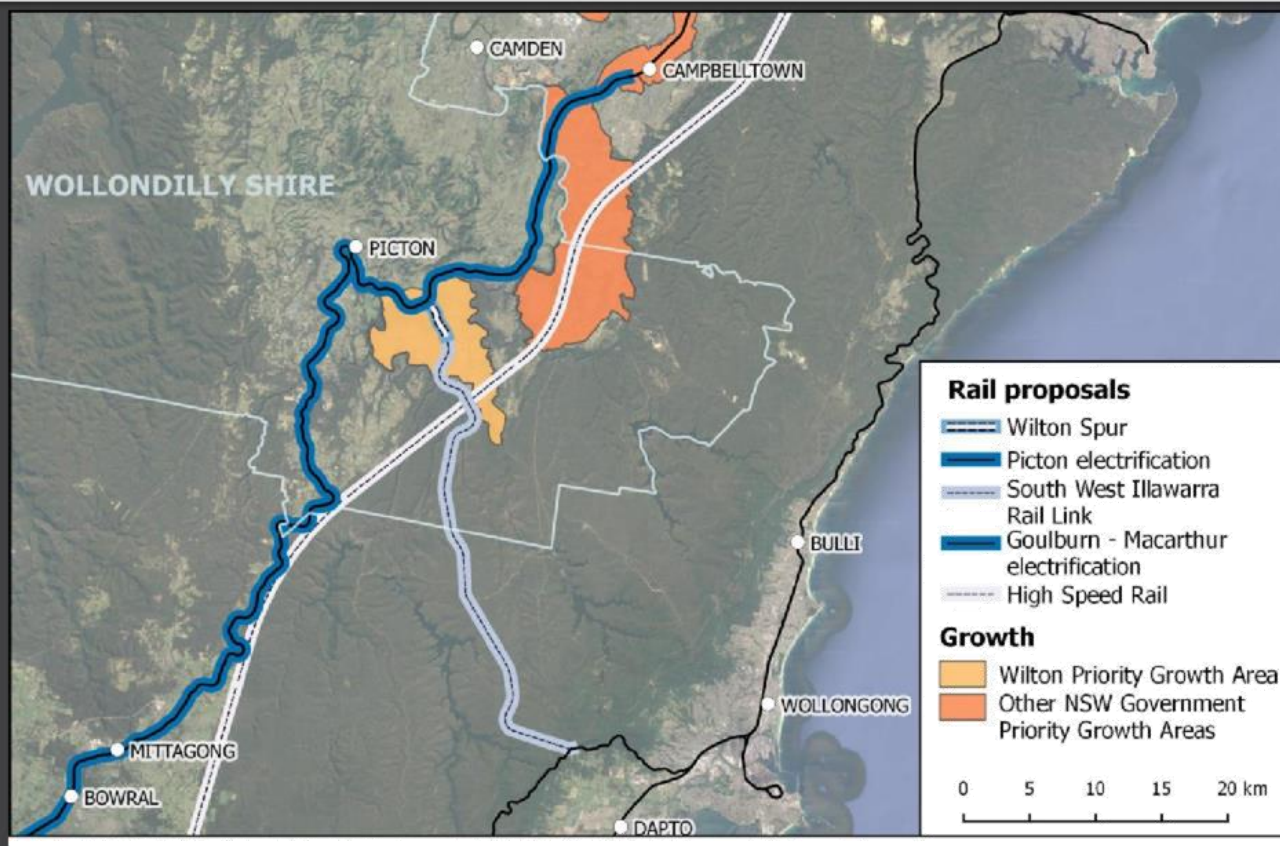 CAMDEN
CAMPBELLTOWN
WOLLONDILLY SHIRE
PICTON
BULLI
WOLLONGONG
MITTAGONG
BOWRAL
DAPTO
Rail proposals
Wilton Spur
Picton electrification
South West Illawarra
Rail Link
Goulburn - Macarthur
electrification
High Speed Rail
Growth
Wilton Priority Growth Area
Other NSW Government
Priority Growth Areas
0 5 10 15 20 km